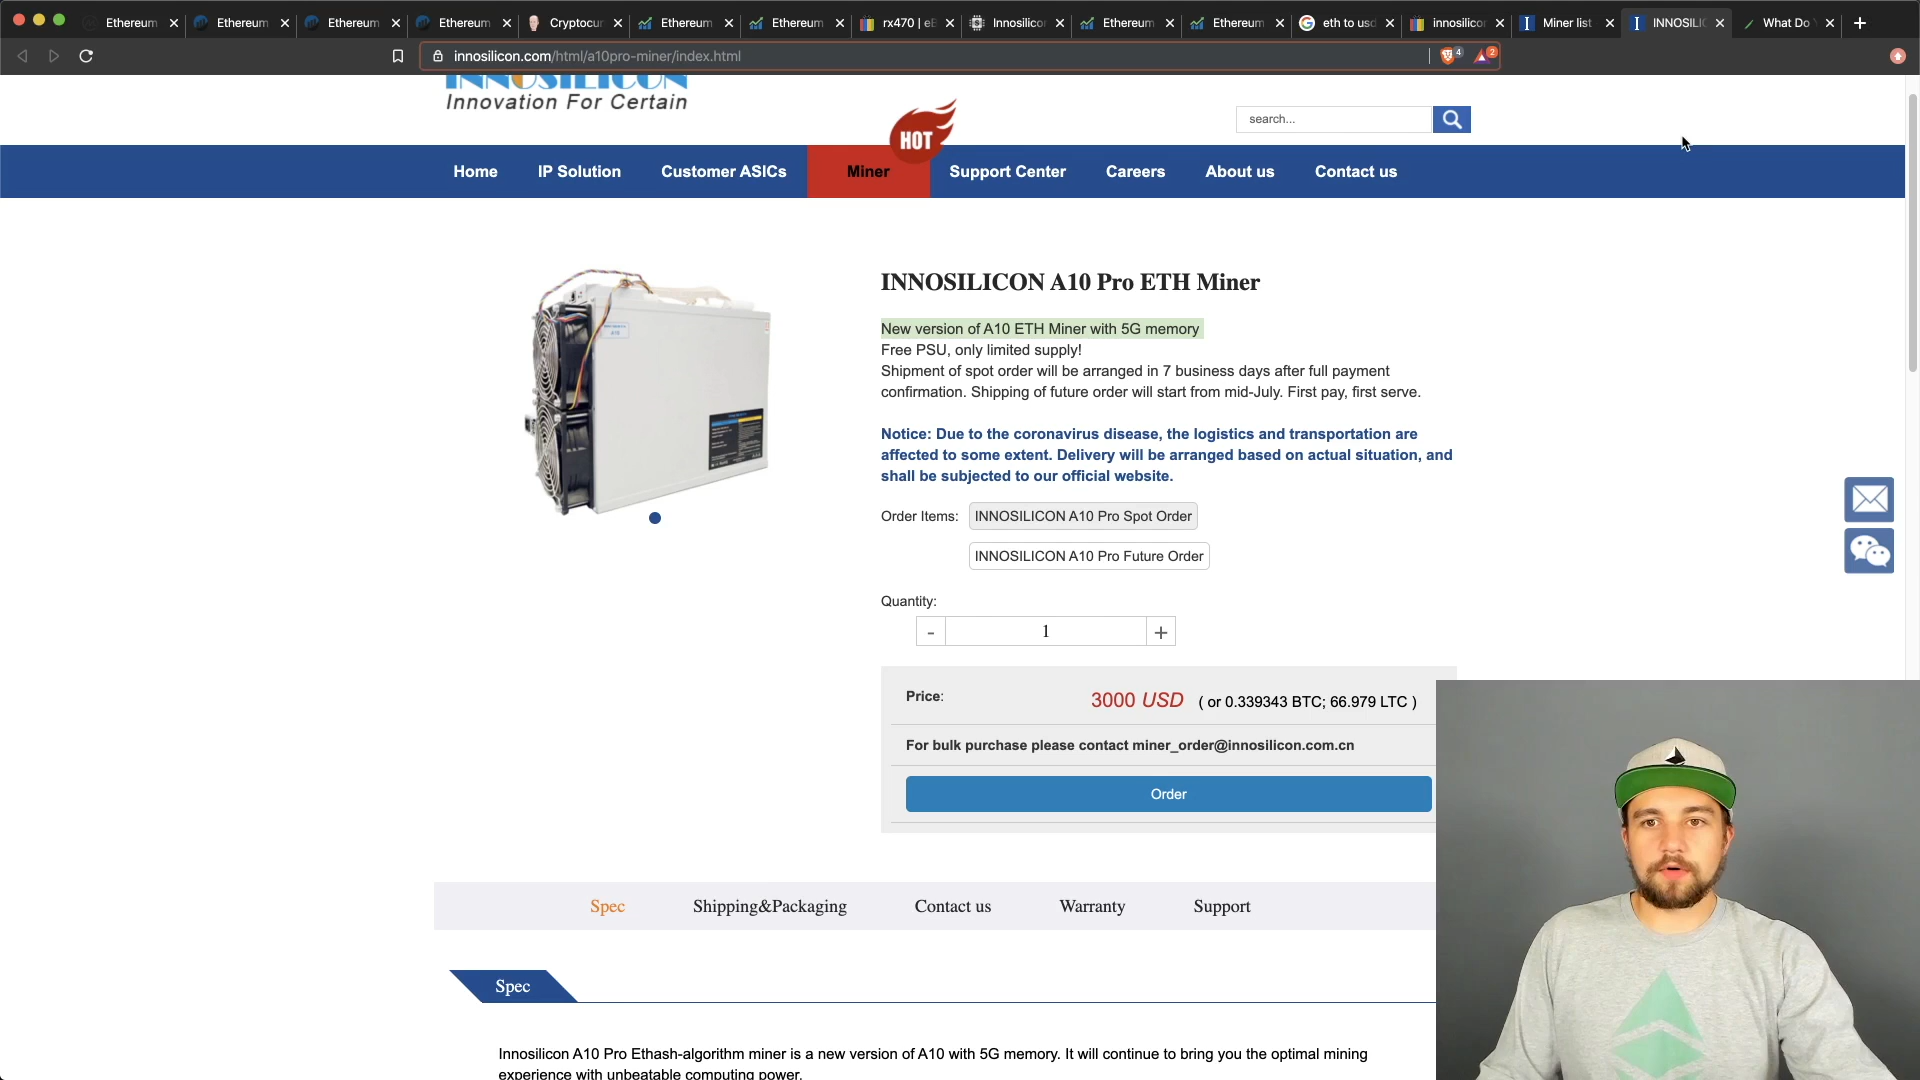 Ethereum
Ethereum
Ethereum
Ethereum
Cryptocur
Ethereum
Ethereum
rx470 | eB
Innosilicon
Ethereum
Ethereum
eth to usd
innosilicon
Miner list
INNOSILIC
What Do
innosilicon.com/html/a10pro-miner/index.html
4
2
INNOSILICON
Innovation For Certain
search...
HOT
Home
IP Solution
Customer ASICs
Miner
Support Center
Careers
About us
Contact us
INNOSILICON A10 Pro ETH Miner
New version of A10 ETH Miner with 5G memory
Free PSU, only limited supply!
Shipment of spot order will be arranged in 7 business days after full payment
confirmation. Shipping of future order will start from mid-July. First pay, first serve.
Notice: Due to the coronavirus disease, the logistics and transportation are
affected to some extent. Delivery will be arranged based on actual situation, and
shall be subjected to our official website.
Order Items:
INNOSILICON A10 Pro Spot Order
INNOSILICON A10 Pro Future Order
Quantity:
- 1 +
Price: 3000 USD ( or 0.339343 BTC; 66.979 LTC )
For bulk purchase please contact miner_order@innosilicon.com.cn
Order
Spec
Shipping&Packaging
Contact us
Warranty
Support
Spec
Innosilicon A10 Pro Ethash-algorithm miner is a new version of A10 with 5G memory. It will continue to bring you the optimal mining
experience with unbeatable computing power.